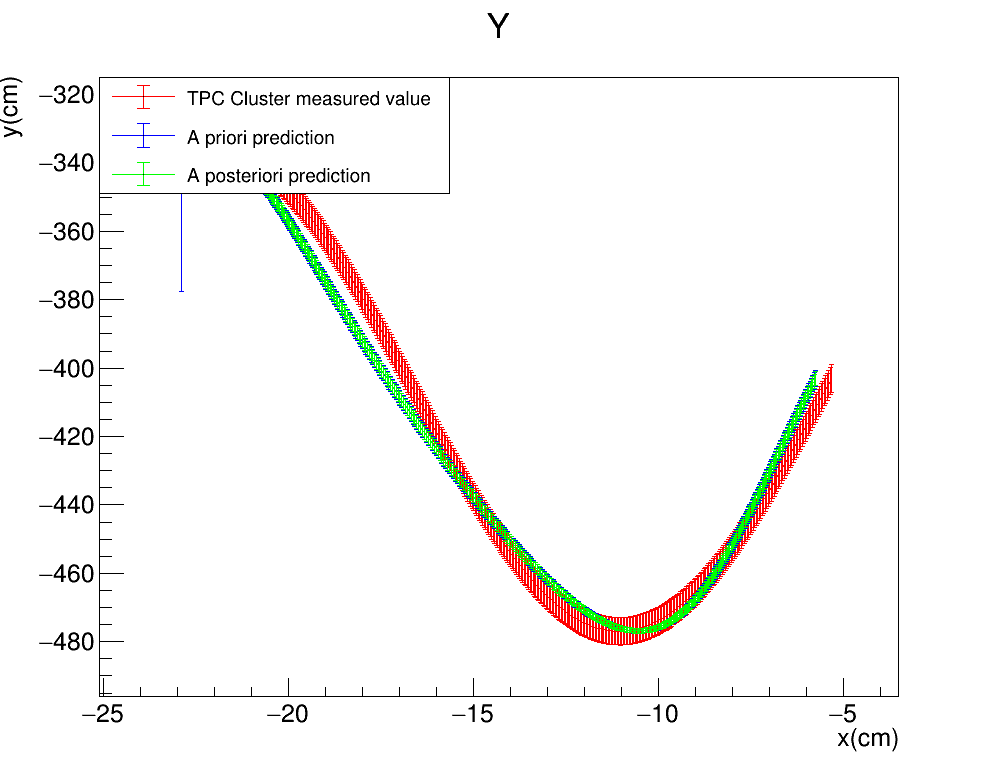 Y
y(cm)
TPC Cluster measured value
A priori prediction
A posteriori prediction
−320
−340
−360
−380
−400
−420
−440
−460
−480
−25 −20 −15 −10 −5
x(cm)